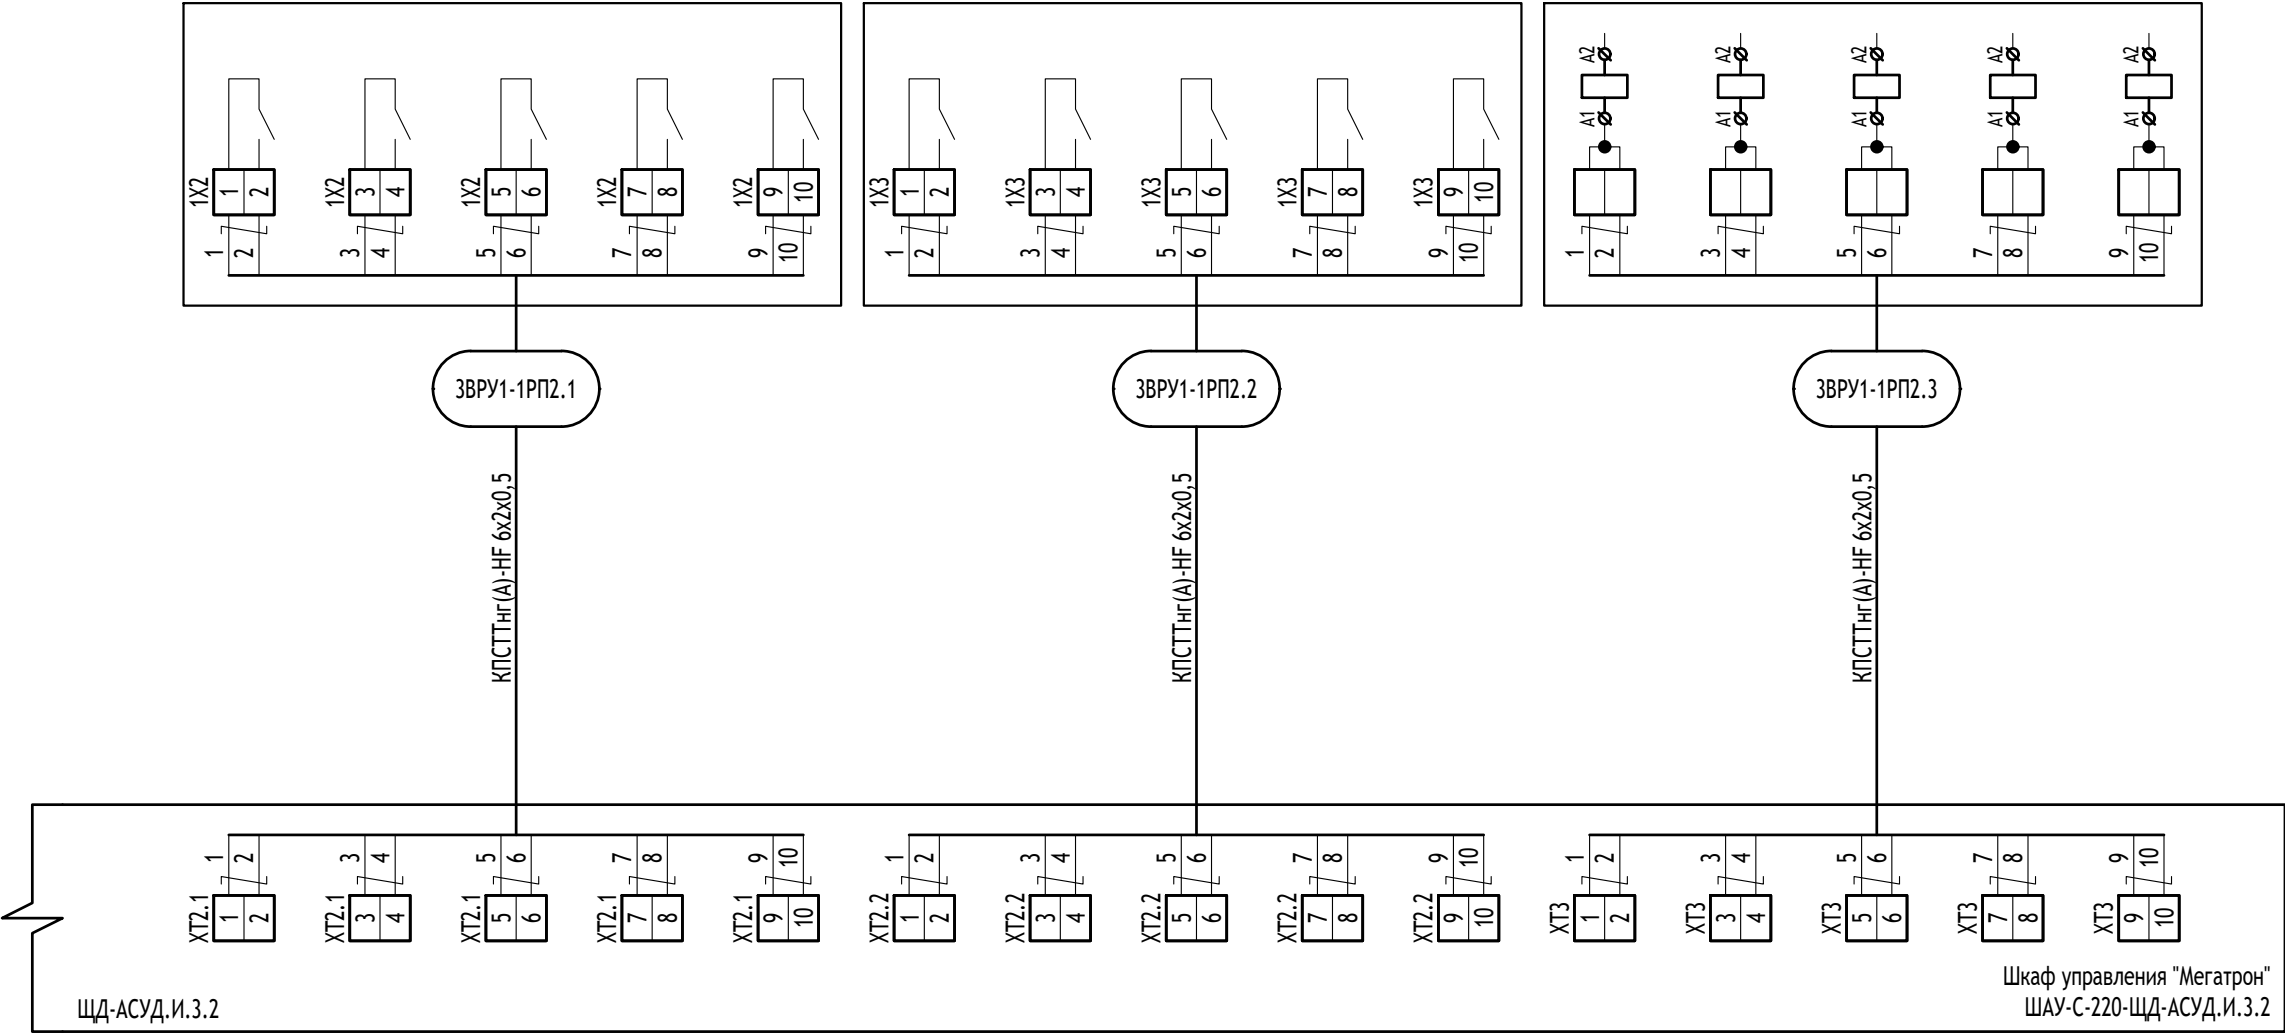 A2 A2 A2 A2 A2
A1 A1 A1 A1 A1
1X2 1 2 1X2 3 4 1X2 5 6 1X2 7 8 1X2 9 10 1X3 1 2 1X3 3 4 1X3 5 6 1X3 7 8 1X3 9 10
1 2 3 4 5 6 7 8 9 10 1 2 3 4 5 6 7 8 9 10 1 2 3 4 5 6 7 8 9 10
3ВРУ1-1РП2.1 3ВРУ1-1РП2.2 3ВРУ1-1РП2.3
КПСТТнг(А)-HF 6x2x0,5
КПСТТнг(А)-HF 6x2x0,5
КПСТТнг(А)-HF 6x2x0,5
1 2 3 4 5 6 7 8 9 10 1 2 3 4 5 6 7 8 9 10 1 2 3 4 5 6 7 8 9 10
XT2.1 1 2 XT2.1 3 4 XT2.1 5 6 XT2.1 7 8 XT2.1 9 10 XT2.2 1 2 XT2.2 3 4 XT2.2 5 6 XT2.2 7 8 XT2.2 9 10 XT3 1 2 XT3 3 4 XT3 5 6 XT3 7 8 XT3 9 10
Шкаф управления "Мегатрон"
ЩД-АСУД.И.3.2
ШАУ-С-220-ЩД-АСУД.И.3.2